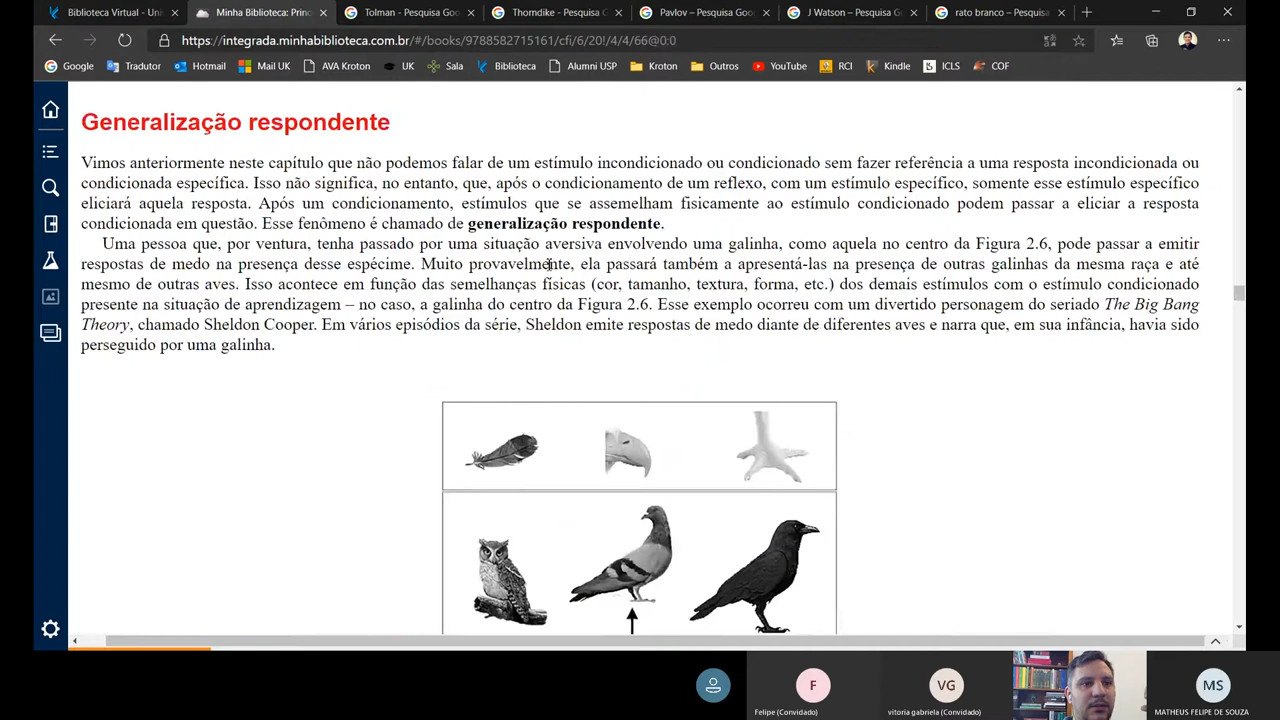 Biblioteca Virtual - Univ
Minha Biblioteca: Princ
Tolman - Pesquisa Goo
Thorndike - Pesquisa G
Pavlov – Pesquisa Goo
J Watson – Pesquisa G
rato branco – Pesquisa
https://integrada.minhabiblioteca.com.br/#/books/9788582715161/cfi/6/20!/4/4/66@0:0
Google Tradutor Hotmail Mail UK AVA Kroton UK Sala Biblioteca Alumni USP Kroton Outros YouTube RCI Kindle ICLS COF
Generalização respondente
Vimos anteriormente neste capítulo que não podemos falar de um estímulo incondicionado ou condicionado sem fazer referência a uma resposta incondicionada ou
condicionada específica. Isso não significa, no entanto, que, após o condicionamento de um reflexo, com um estímulo específico, somente esse estímulo específico
eliciará aquela resposta. Após um condicionamento, estímulos que se assemelham fisicamente ao estímulo condicionado podem passar a eliciar a resposta
condicionada em questão. Esse fenômeno é chamado de generalização respondente.
Uma pessoa que, por ventura, tenha passado por uma situação aversiva envolvendo uma galinha, como aquela no centro da Figura 2.6, pode passar a emitir
respostas de medo na presença desse espécime. Muito provavelmente, ela passará também a apresentá-las na presença de outras galinhas da mesma raça e até
mesmo de outras aves. Isso acontece em função das semelhanças físicas (cor, tamanho, textura, forma, etc.) dos demais estímulos com o estímulo condicionado
presente na situação de aprendizagem – no caso, a galinha do centro da Figura 2.6. Esse exemplo ocorreu com um divertido personagem do seriado The Big Bang
Theory, chamado Sheldon Cooper. Em vários episódios da série, Sheldon emite respostas de medo diante de diferentes aves e narra que, em sua infância, havia sido
perseguido por uma galinha.
F
VG
MS
Felipe (Convidado)
vitoria gabriela (Convidado)
MATHEUS FELIPE DE SOUZA